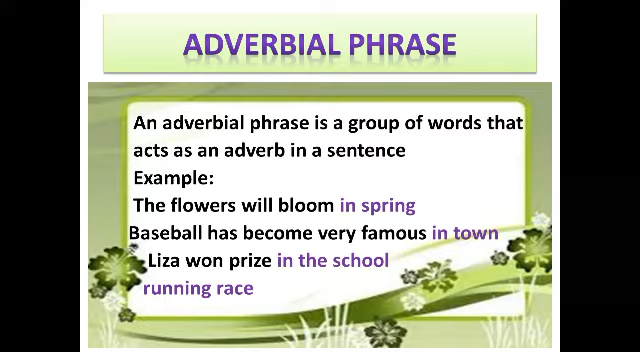 ADVERBIAL PHRASE
An adverbial phrase is a group of words that
acts as an adverb in a sentence
Example:
The flowers will bloom in spring
Baseball has become very famous in town
Liza won prize in the school
running race